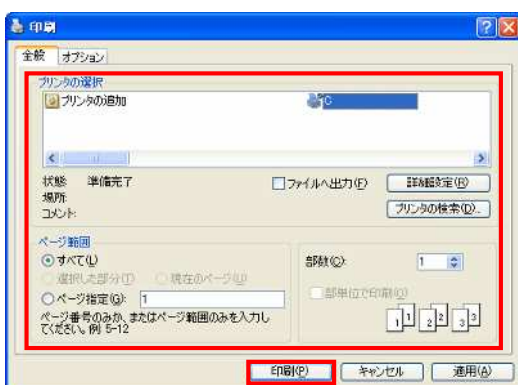 印刷
全般 オプション
プリンタの選択
プリンタの追加 C
状態: 準備完了 ファイルへ出力(F) 詳細設定(R)
場所:
コメント: プリンタの検索(D)...
ページ範囲
すべて(L) 部数(C): 1
選択した部分(T) 現在のページ(U) 部単位で印刷(O)
ページ指定(G): 1
ページ番号のみか、またはページ範囲のみを入力し
てください。例 5-12
1 1 2 2 3 3
印刷(P) キャンセル 適用(A)